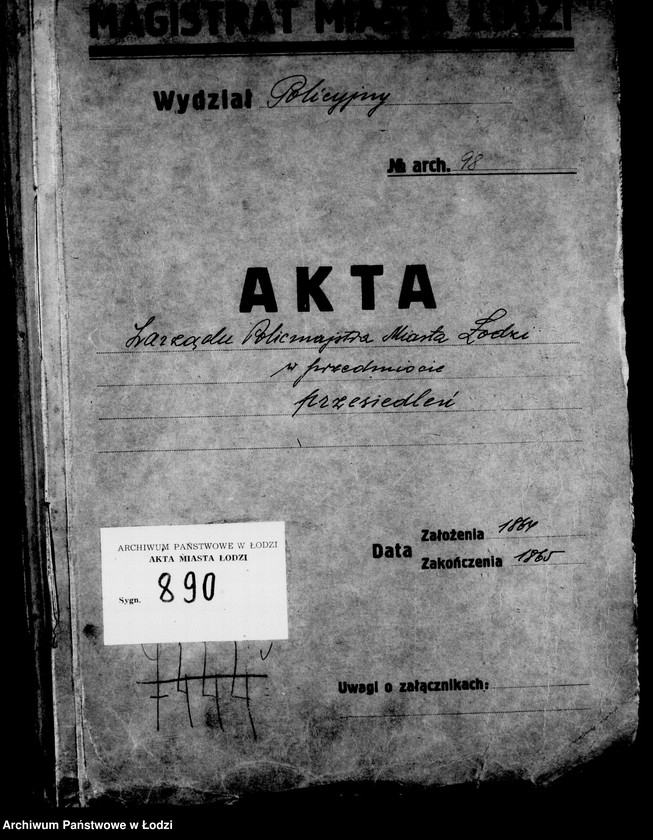 MAGISTRAT MIASTA ŁODZI
Wydział Policyjny
№ arch. 98
AKTA
Zarządu Policmajstra Miasta Łodzi
w przedmiocie
przesiedleń
Data
Założenia 1864
Zakończenia 1865
ARCHIWUM PAŃSTWOWE W ŁODZI
AKTA MIASTA ŁODZI
Sygn. 890
Uwagi o załącznikach:
Archiwum Państwowe w Łodzi